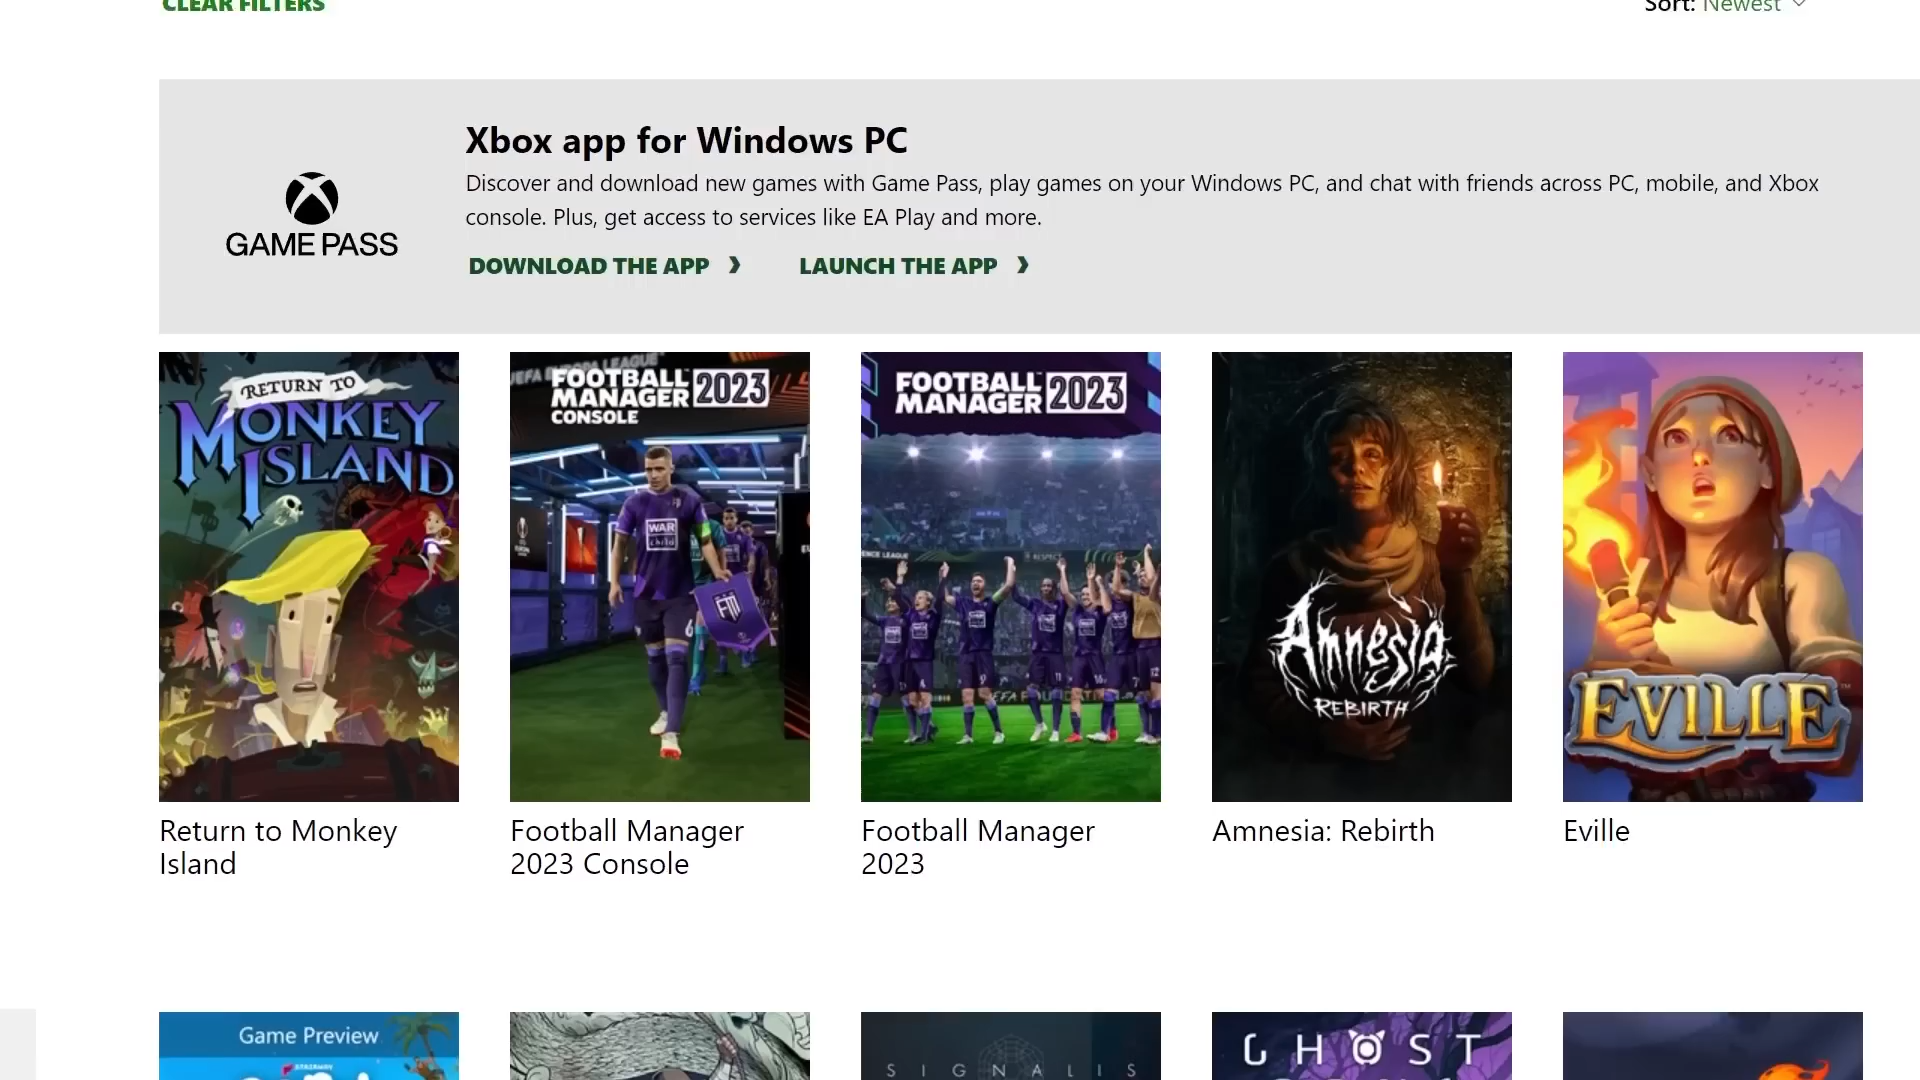 CLEAR FILTERS
Sort: Newest
Xbox app for Windows PC
Discover and download new games with Game Pass, play games on your Windows PC, and chat with friends across PC, mobile, and Xbox
console. Plus, get access to services like EA Play and more.
GAME PASS
DOWNLOAD THE APP
LAUNCH THE APP
RETURN TO
MONKEY
ISLAND
FOOTBALL
MANAGER 2023
CONSOLE
WAR
child
FOOTBALL
MANAGER 2023
RESPECT
Amnesia
REBIRTH
EVILLE
Return to Monkey
Island
Football Manager
2023 Console
Football Manager
2023
Amnesia: Rebirth
Eville
Game Preview
SIGNALIS
GHOST